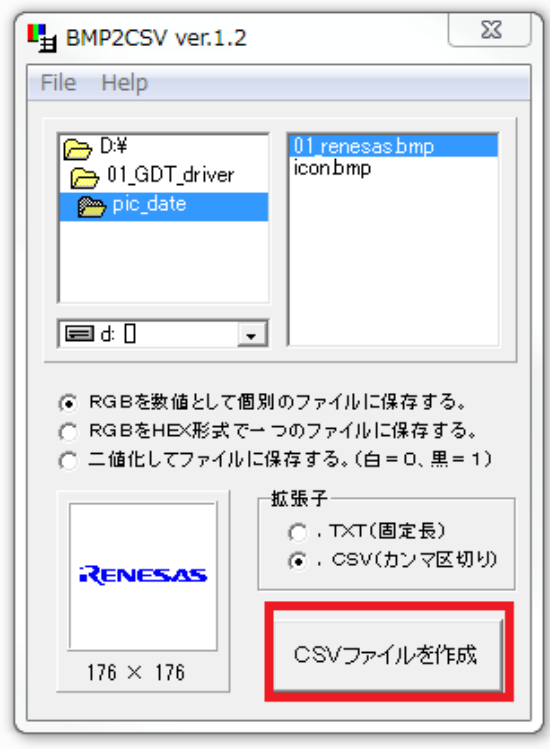 BMP2CSV ver.1.2
File Help
D:¥
01_GDT_driver
pic_date
01_renesas.bmp
icon.bmp
d: []
RGBを数値として個別のファイルに保存する。
RGBをHEX形式で一つのファイルに保存する。
二値化してファイルに保存する。(白=0、黒=1)
拡張子
．TXT(固定長)
．CSV(カンマ区切り)
RENESAS
176 × 176
CSVファイルを作成